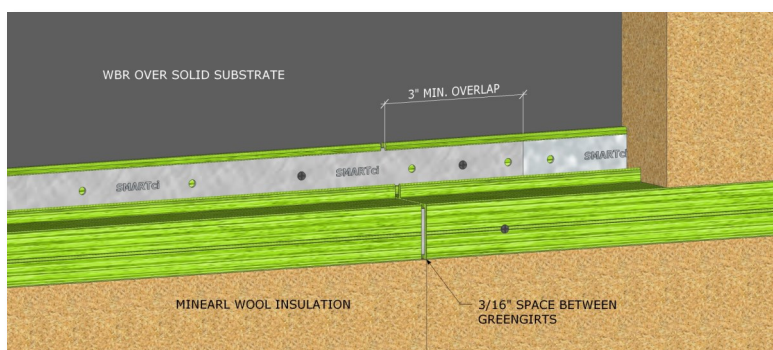 WBR OVER SOLID SUBSTRATE
3" MIN. OVERLAP
SMARTci
SMARTci
SMARTci
MINEARL WOOL INSULATION
3/16" SPACE BETWEEN
GREENGIRTS